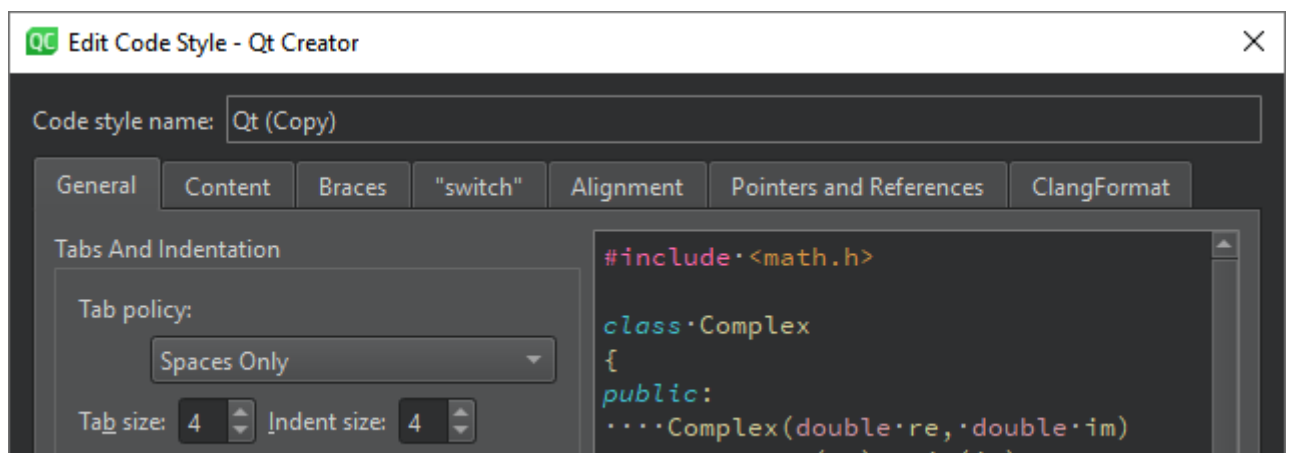 QC Edit Code Style - Qt Creator
Code style name: Qt (Copy)
General Content Braces "switch" Alignment Pointers and References ClangFormat
Tabs And Indentation
Tab policy:
Spaces Only
Tab size: 4 Indent size: 4
#include·<math.h>
class·Complex
{
public:
····Complex(double·re,·double·im)